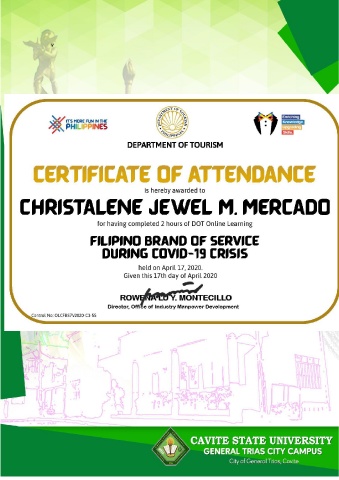 IT'S MORE FUN IN THE
PHILIPPINES
DEPARTMENT OF TOURISM
CERTIFICATE OF ATTENDANCE
is hereby awarded to
CHRISTALENE JEWEL M. MERCADO
for having completed 2 hours of DOT Online Learning
FILIPINO BRAND OF SERVICE
DURING COVID-19 CRISIS
held on April 17, 2020.
Given this 17th day of April 2020
ROWENA LU Y. MONTECILLO
Director, Office of Industry Manpower Development
CAVITE STATE UNIVERSITY
GENERAL TRIAS CITY CAMPUS
City of General Trias, Cavite